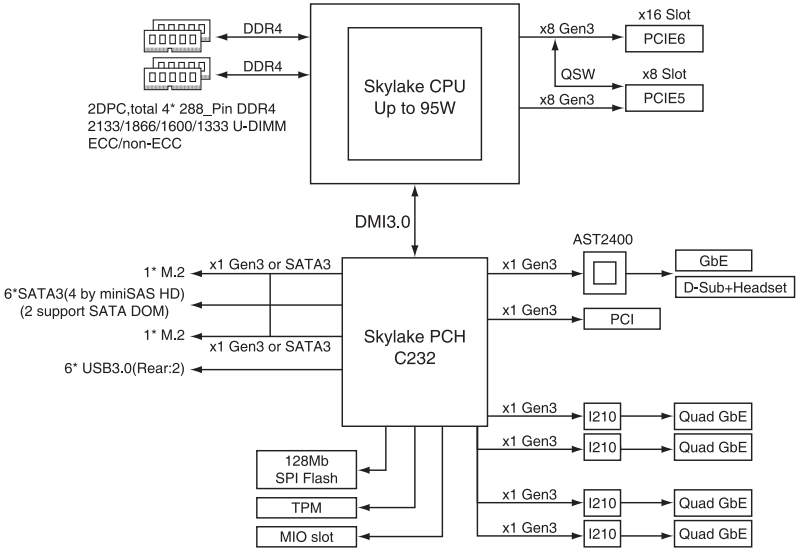 DDR4
DDR4
2DPC,total 4* 288_Pin DDR4
2133/1866/1600/1333 U-DIMM
ECC/non-ECC
Skylake CPU
Up to 95W
x8 Gen3
x16 Slot
PCIE6
QSW
x8 Slot
x8 Gen3
PCIE5
DMI3.0
x1 Gen3 or SATA3
1* M.2
6*SATA3(4 by miniSAS HD)
(2 support SATA DOM)
1* M.2
x1 Gen3 or SATA3
6* USB3.0(Rear:2)
Skylake PCH
C232
AST2400
x1 Gen3
GbE
D-Sub+Headset
x1 Gen3
PCI
x1 Gen3
I210
Quad GbE
x1 Gen3
I210
Quad GbE
x1 Gen3
I210
Quad GbE
x1 Gen3
I210
Quad GbE
128Mb
SPI Flash
TPM
MIO slot